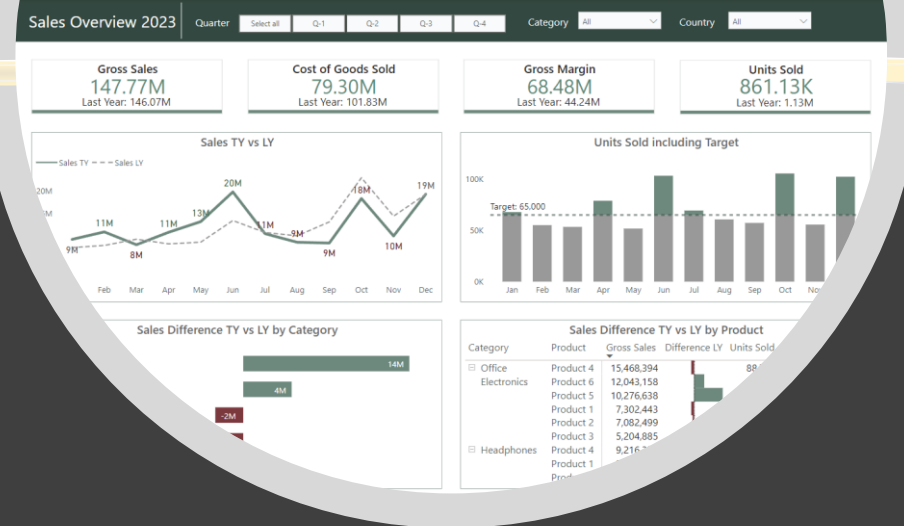 Sales Overview 2023 Quarter Select all Q-1 Q-2 Q-3 Q-4 Category All Country All
Gross Sales
147.77M
Last Year: 146.07M
Cost of Goods Sold
79.30M
Last Year: 101.83M
Gross Margin
68.48M
Last Year: 44.24M
Units Sold
861.13K
Last Year: 1.13M
Sales TY vs LY
Sales TY Sales LY
20M
9M
11M
8M
11M
13M
20M
11M
9M
9M
18M
10M
19M
Feb Mar Apr May Jun Jul Aug Sep Oct Nov Dec
Units Sold including Target
100K
Target: 65.000
50K
0K
Jan Feb Mar Apr May Jun Jul Aug Sep Oct
Sales Difference TY vs LY by Category
14M
4M
-2M
Sales Difference TY vs LY by Product
Category Product Gross Sales Difference LY Units Sold
Office Product 4 15,468,394 88
Electronics Product 6 12,043,158
Product 5 10,276,638
Product 1 7,302,443
Product 2 7,082,499
Product 3 5,204,885
Headphones Product 4 9,216
Product 1